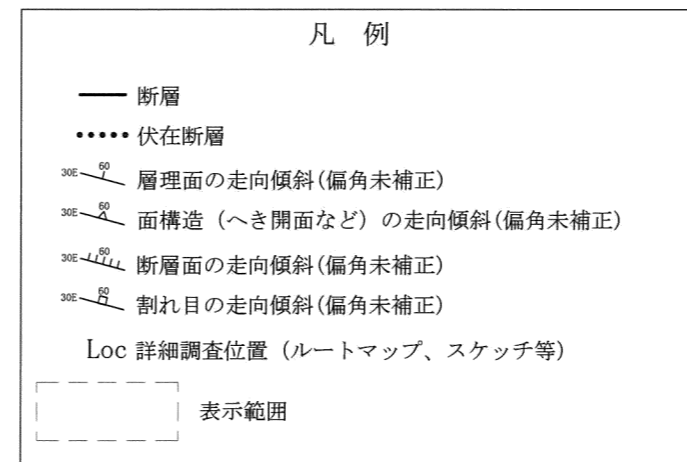 凡 例
断層
伏在断層
30E 60 層理面の走向傾斜(偏角未補正)
30E 60 面構造（へき開面など）の走向傾斜(偏角未補正)
30E 60 断層面の走向傾斜(偏角未補正)
30E 60 割れ目の走向傾斜(偏角未補正)
Loc 詳細調査位置（ルートマップ、スケッチ等）
表示範囲